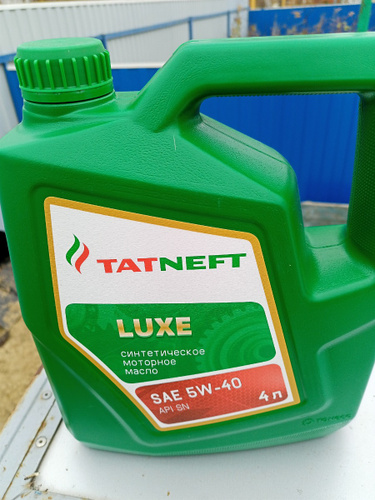 TATNEFT
LUXE
синтетическое
моторное
масло
SAE 5W-40
API SN
4 л